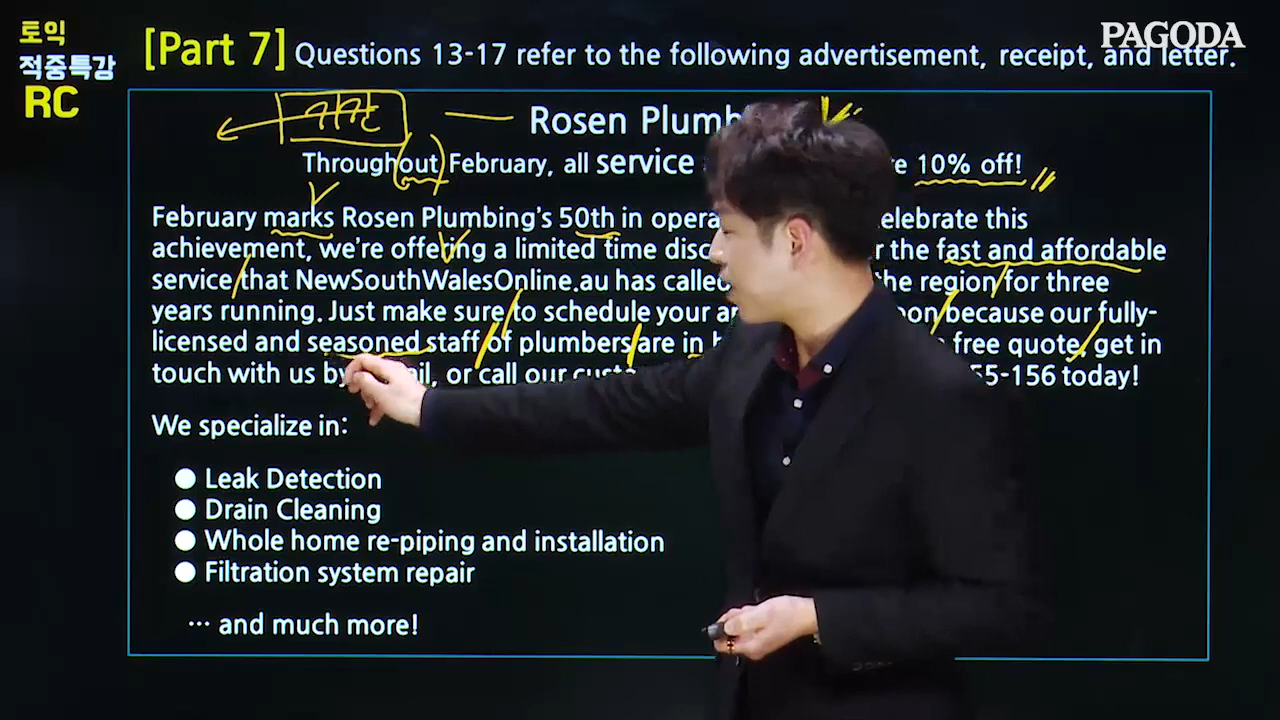 토익
적중특강
RC
[Part 7] Questions 13-17 refer to the following advertisement, receipt, and letter.
PAGODA
기간
Rosen Plumb
Throughout February, all service 10% off!
February marks Rosen Plumbing's 50th in opera elebrate this
achievement, we're offering a limited time disc r the fast and affordable
service that NewSouthWalesOnline.au has called the region for three
years running. Just make sure to schedule your ap oon because our fully-
licensed and seasoned staff of plumbers are in free quote, get in
touch with us by il, or call our cust 55-156 today!
We specialize in:
● Leak Detection
● Drain Cleaning
● Whole home re-piping and installation
● Filtration system repair
··· and much more!